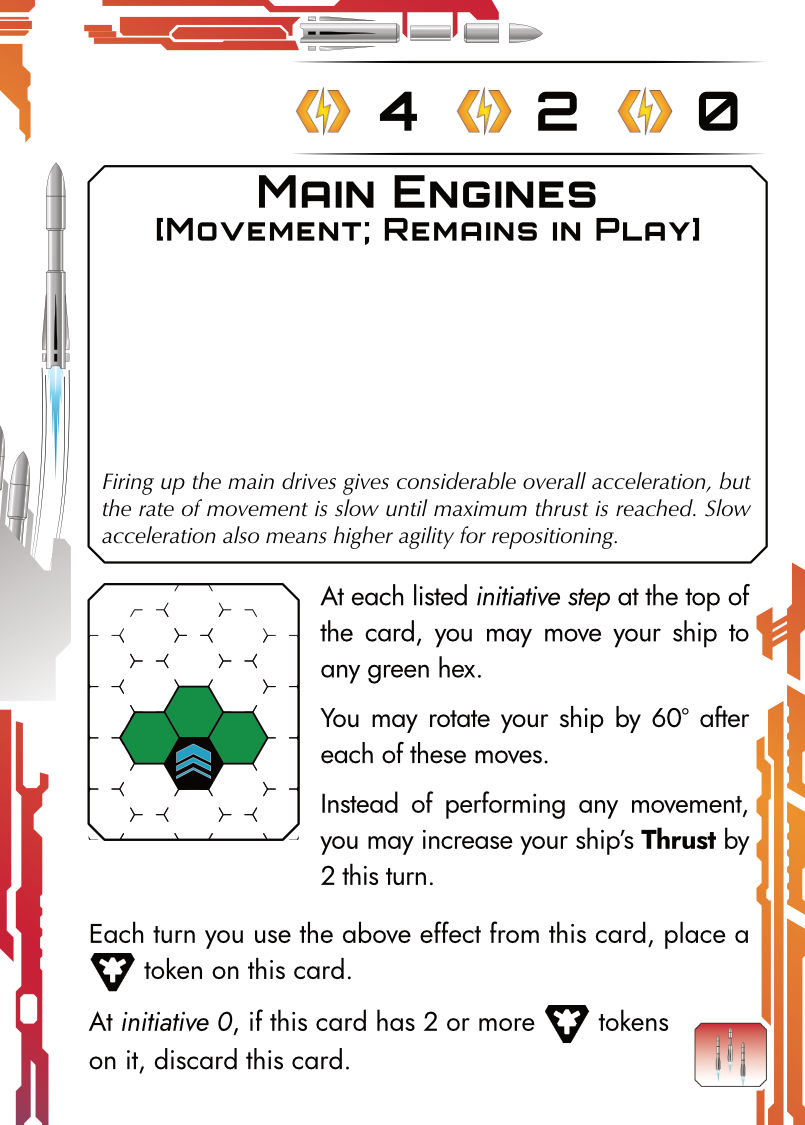 4 2 0
Main Engines
[Movement; Remains in Play]
Firing up the main drives gives considerable overall acceleration, but
the rate of movement is slow until maximum thrust is reached. Slow
acceleration also means higher agility for repositioning.
At each listed initiative step at the top of
the card, you may move your ship to
any green hex.
You may rotate your ship by 60° after
each of these moves.
Instead of performing any movement,
you may increase your ship's Thrust by
2 this turn.
Each turn you use the above effect from this card, place a
token on this card.
At initiative 0, if this card has 2 or more tokens
on it, discard this card.